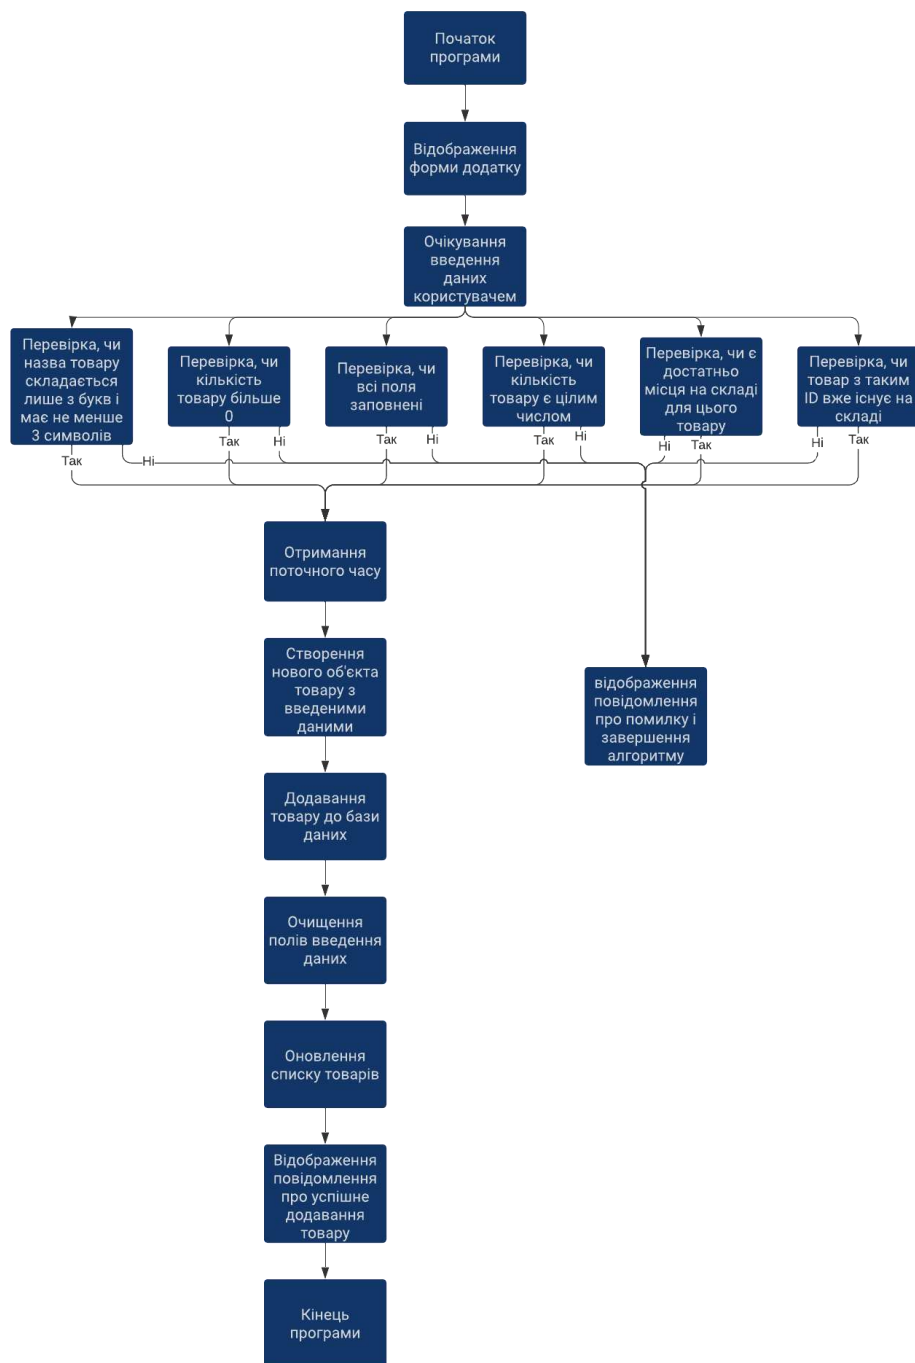 Початок
програми
Відображення
форми додатку
Очікування
введення
даних
користувачем
Перевірка, чи
назва товару
складається
лише з букв і
має не менше
3 символів
Перевірка, чи
кількість
товару більше
0
Перевірка, чи
всі поля
заповнені
Перевірка, чи
кількість
товару є цілим
числом
Перевірка, чи є
достатньо
місця на складі
для цього
товару
Перевірка, чи
товар з таким
ID вже існує на
складі
Так
Ні
Так
Ні
Так
Ні
Так
Ні
Ні
Так
Ні
Так
Отримання
поточного часу
Створення
нового об'єкта
товару з
введеними
даними
відображення
повідомлення
про помилку і
завершення
алгоритму
Додавання
товару до бази
даних
Очищення
полів введення
даних
Оновлення
списку товарів
Відображення
повідомлення
про успішне
додавання
товару
Кінець
програми